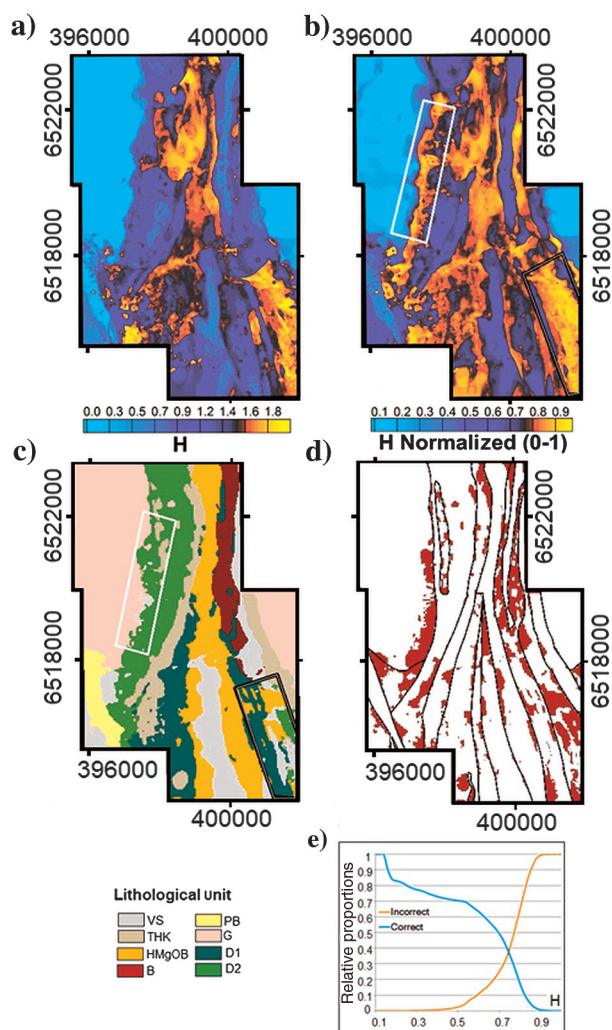 a)
b)
396000 400000
396000 400000
6522000
6518000
6522000
6518000
0.0 0.3 0.5 0.7 0.9 1.2 1.4 1.6 1.8
H
0.1 0.2 0.3 0.4 0.5 0.6 0.7 0.8 0.9
H Normalized (0-1)
c)
d)
6522000
6518000
6522000
6518000
396000
400000
396000
400000
e)
Lithological unit
VS
THK
HMgOB
B
PB
G
D1
D2
Relative proportions
1
0.9
0.8
0.7
0.6
0.5
0.4
0.3
0.2
0.1
0
Incorrect
Correct
H
0.1 0.3 0.5 0.7 0.9